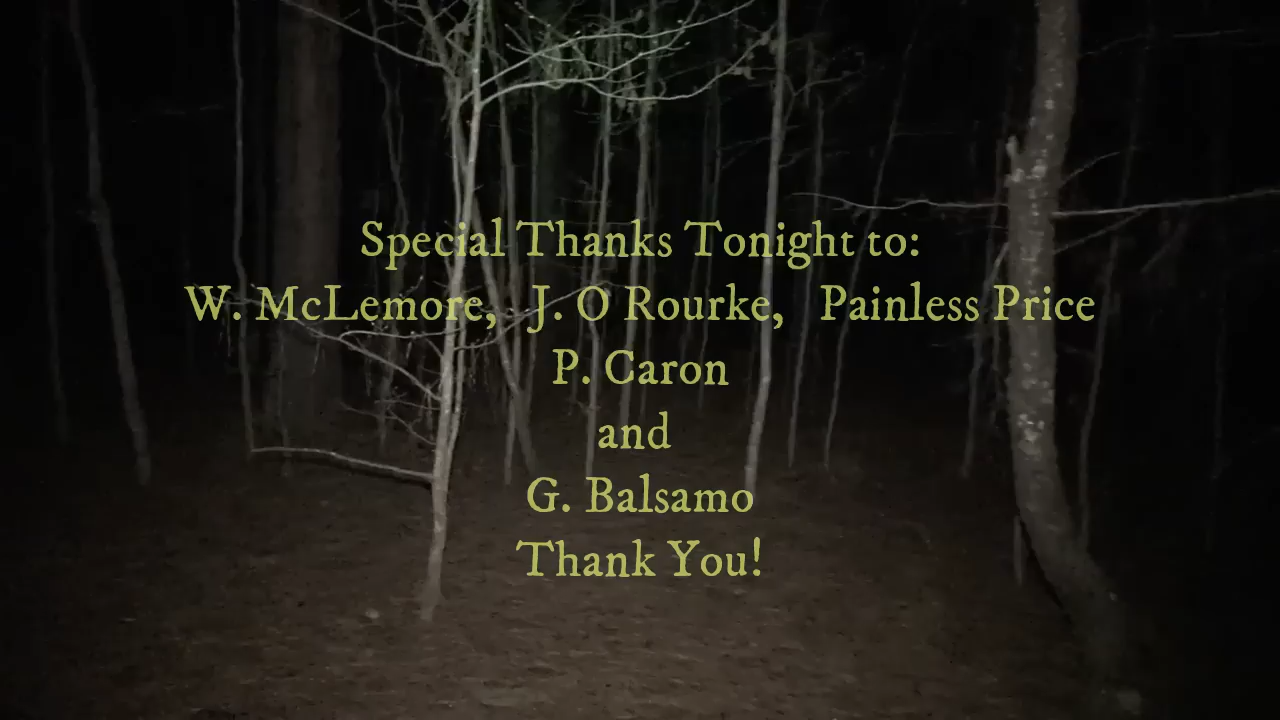 Special Thanks Tonight to:
W. McLemore, J. O Rourke, Painless Price
P. Caron
and
G. Balsamo
Thank You!